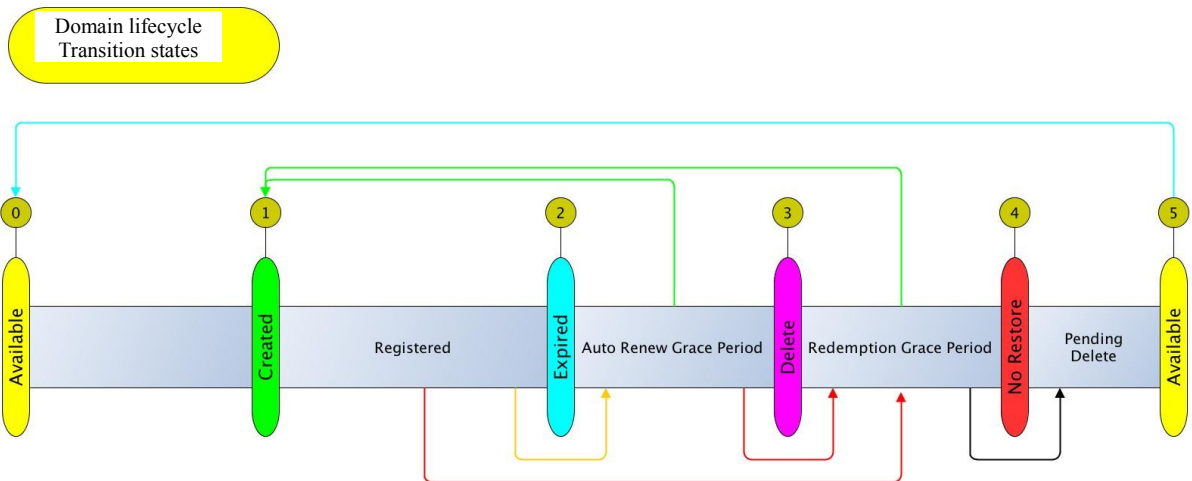 Domain lifecycle
Transition states
0
1
2
3
4
5
Available
Created
Registered
Expired
Auto Renew Grace Period
Delete
Redemption Grace Period
No Restore
Pending
Delete
Available